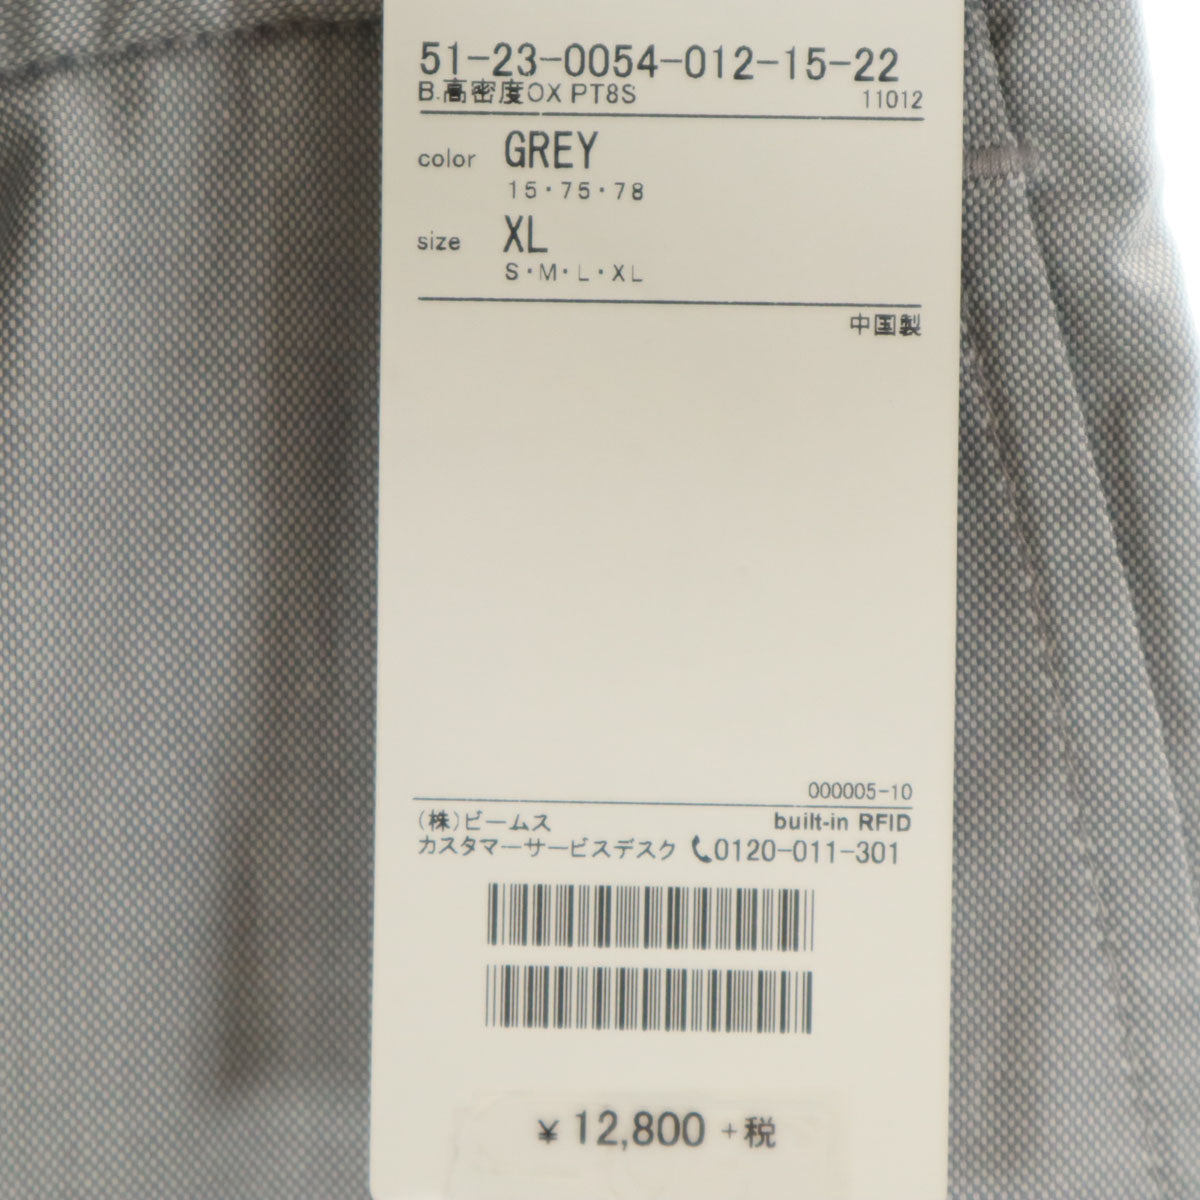 51-23-0054-012-15-22
B.高密度OX PT8S
11012
color GREY
15・75・78
size XL
S・M・L・XL
中国製
000005-10
(株)ビームス built-in RFID
カスタマーサービスデスク 0120-011-301
¥ 12,800 +税